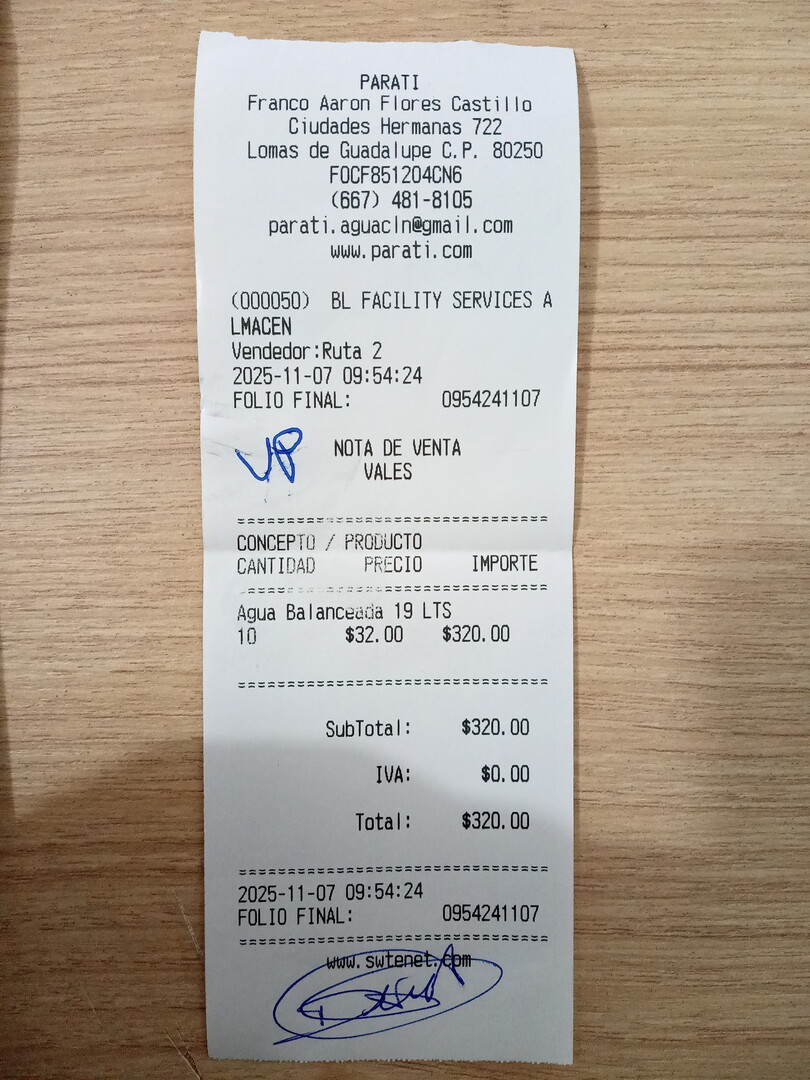 PARATI
Franco Aaron Flores Castillo
Ciudades Hermanas 722
Lomas de Guadalupe C.P. 80250
FOCF851204CN6
(667) 481-8105
parati.aguacln@gmail.com
www.parati.com
(000050) BL FACILITY SERVICES A
LMACEN
Vendedor:Ruta 2
2025-11-07 09:54:24
FOLIO FINAL: 0954241107
VP
NOTA DE VENTA
VALES
CONCEPTO / PRODUCTO
CANTIDAD PRECIO IMPORTE
Agua Balanceada 19 LTS
10 $32.00 $320.00
SubTotal: $320.00
IVA: $0.00
Total: $320.00
2025-11-07 09:54:24
FOLIO FINAL: 0954241107
www.swtenet.com